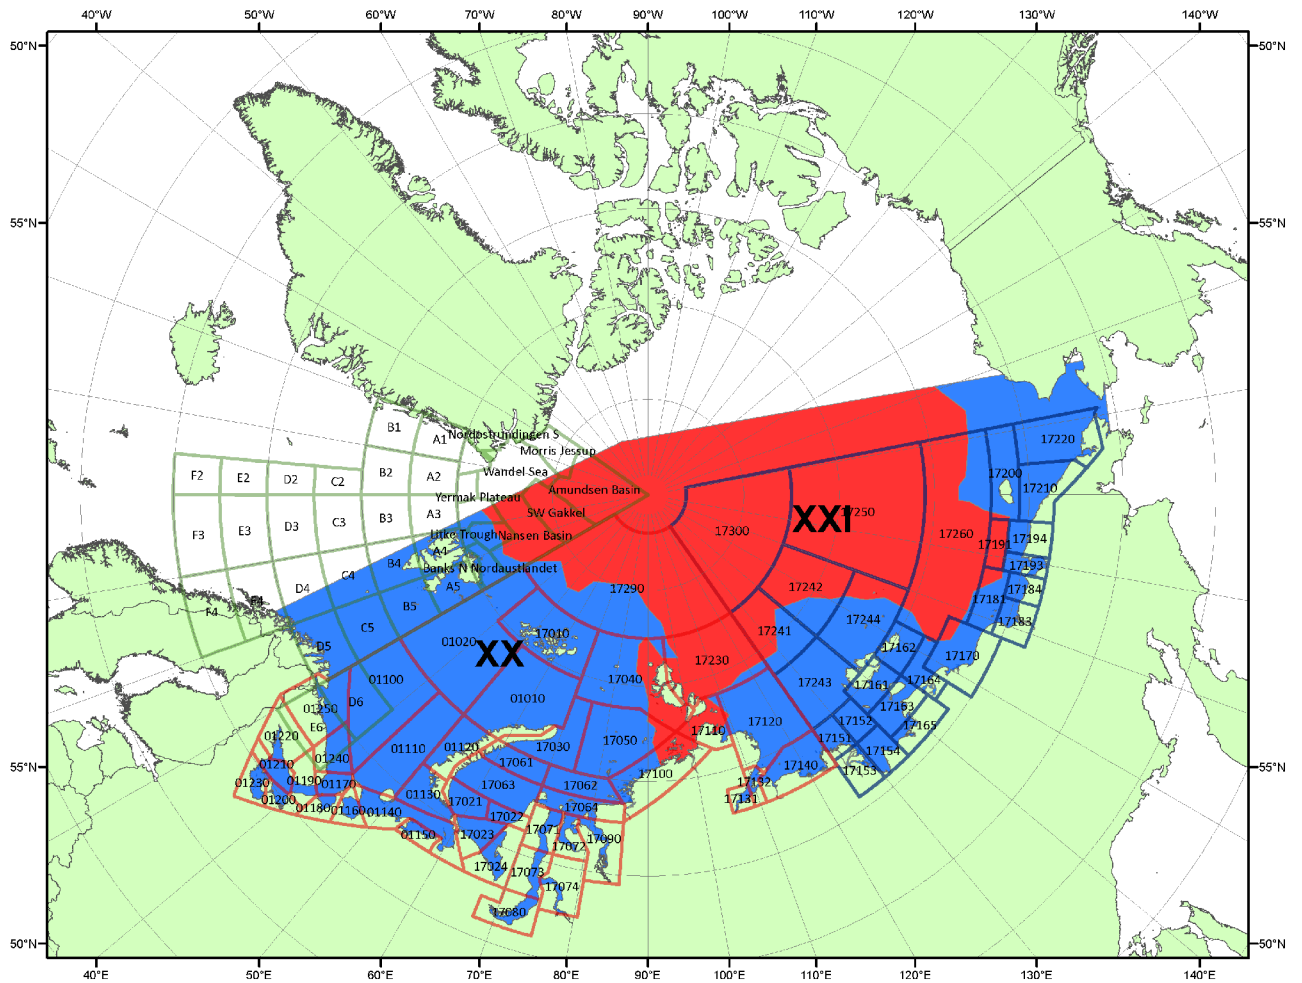 40°W 50°W 60°W 70°W 80°W 90°W 100°W 110°W 120°W 130°W 140°W
50°N 50°N
55°N 55°N
B1
A1 Nordostrundingen S
Morris Jessup
F2 E2 D2 C2 B2 A2 Wandel Sea
Yermak Plateau Amundsen Basin
F3 E3 D3 C3 B3 A3 SW Gakkel
Litke Trough Nansen Basin
A4
B4 Banks N Nordaustlandet
F4 E4 D4 C4 B5 A5
D5 C5
17220
17200 17210
17300 XXI 17250 17260 17191 17194
17193
17290 17242 17181 17184
17183
17241 17244
01020 XX 17010 17230 17162 17170
01100 01010 17040 17243 17161 17164
01250 D6 17163
E6 17110 17120 17152 17165
01220 01110 01120 17030 17050 17151 17154
01210 01240 17061 17100 17140 17153
01230 01190 01170 17063 17062 17132
01200 01180 01160 01140 01130 17021 17064 17131
01150 17022 17071
17023 17072 17090
17024 17073
17074
17080
55°N 55°N
50°N 50°N
40°E 50°E 60°E 70°E 80°E 90°E 100°E 110°E 120°E 130°E 140°E